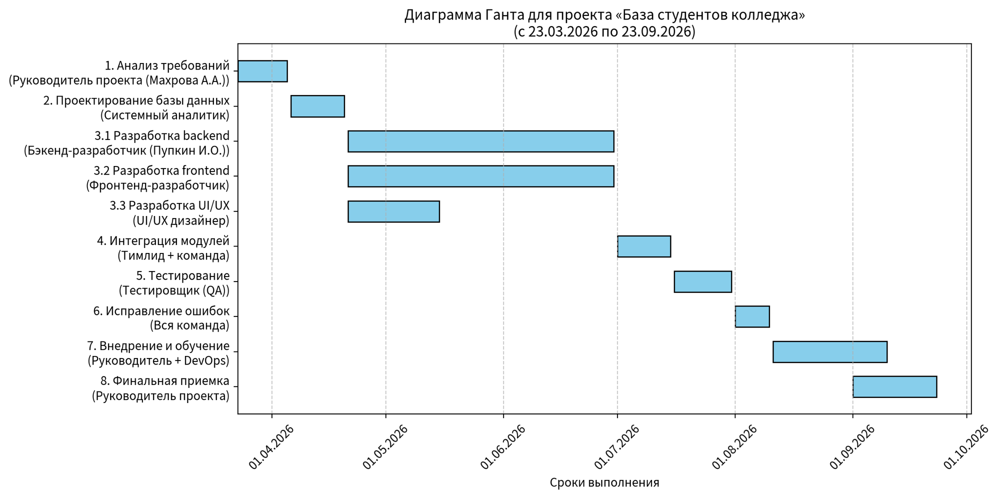 Диаграмма Ганта для проекта «База студентов колледжа»
(с 23.03.2026 по 23.09.2026)
1. Анализ требований
(Руководитель проекта (Махрова А.А.))
2. Проектирование базы данных
(Системный аналитик)
3.1 Разработка backend
(Бэкенд-разработчик (Пупкин И.О.))
3.2 Разработка frontend
(Фронтенд-разработчик)
3.3 Разработка UI/UX
(UI/UX дизайнер)
4. Интеграция модулей
(Тимлид + команда)
5. Тестирование
(Тестировщик (QA))
6. Исправление ошибок
(Вся команда)
7. Внедрение и обучение
(Руководитель + DevOps)
8. Финальная приемка
(Руководитель проекта)
01.04.2026
01.05.2026
01.06.2026
01.07.2026
01.08.2026
01.09.2026
01.10.2026
Сроки выполнения